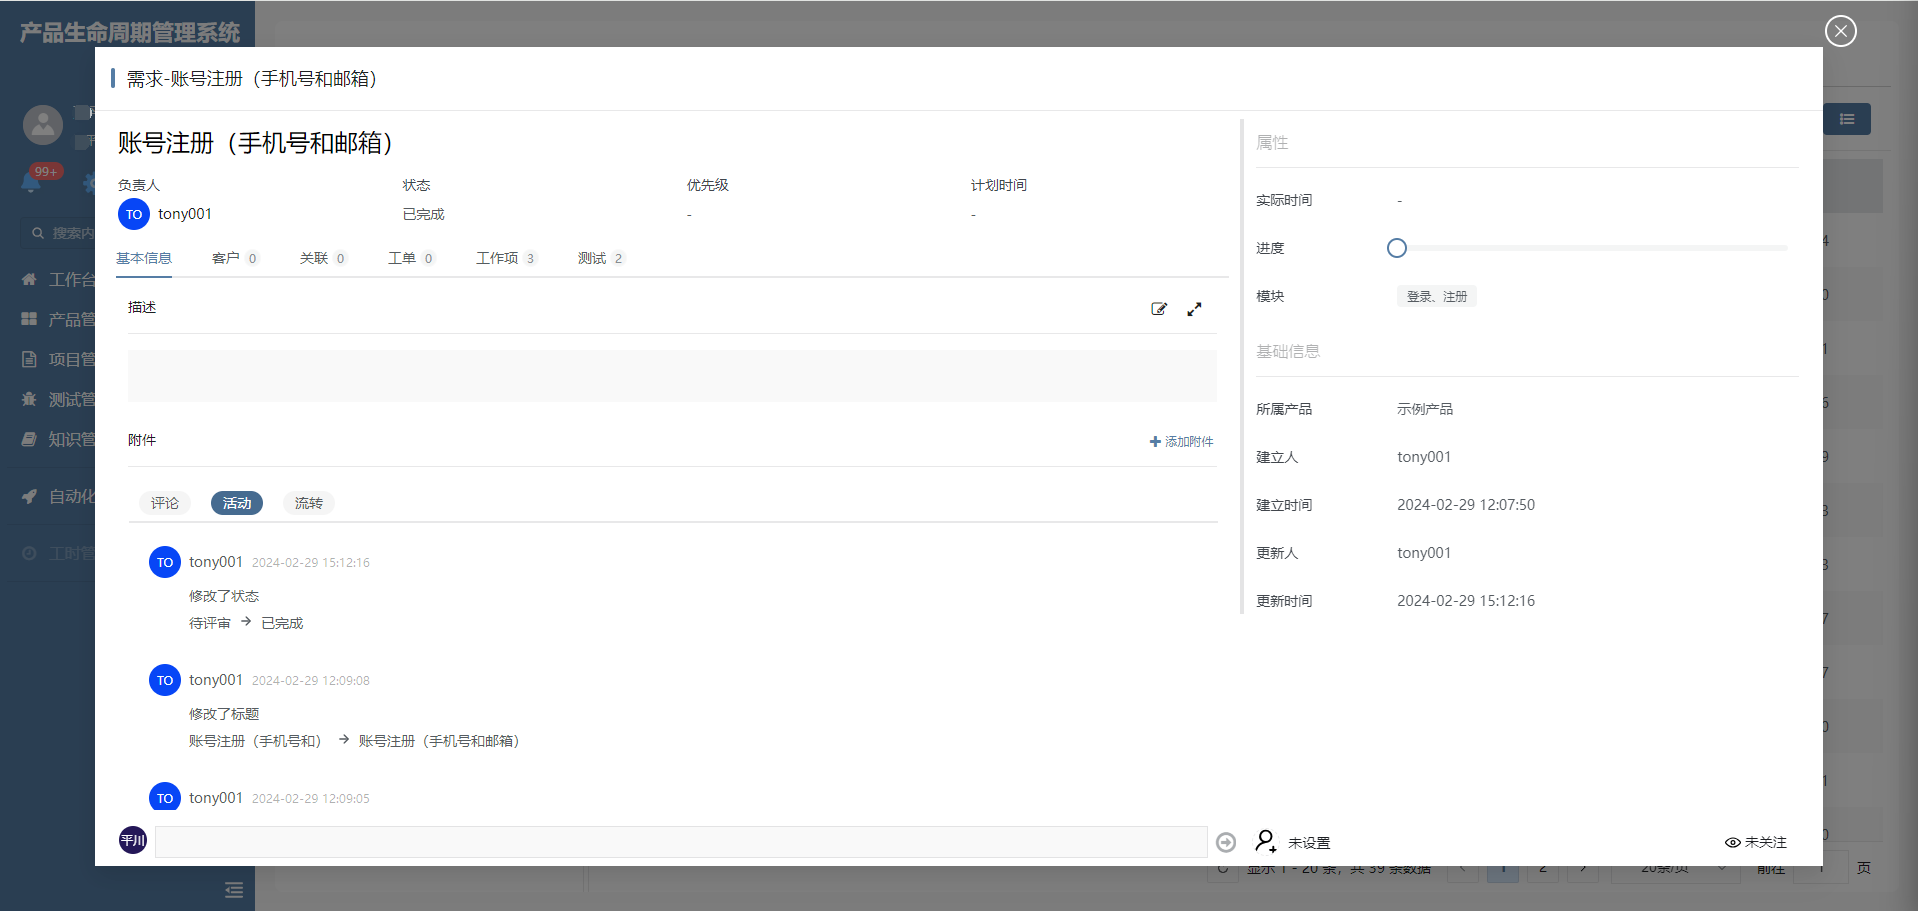 产品生命周期管理系统
需求-账号注册（手机号和邮箱）
账号注册（手机号和邮箱）
负责人 状态 优先级 计划时间
TO tony001 已完成 - -
基本信息 客户 0 关联 0 工单 0 工作项 3 测试 2
描述
附件
添加附件
评论 活动 流转
TO tony001 2024-02-29 15:12:16
修改了状态
待评审 → 已完成
TO tony001 2024-02-29 12:09:08
修改了标题
账号注册（手机号和） → 账号注册（手机号和邮箱）
TO tony001 2024-02-29 12:09:05
平川
未设置
未关注
属性
实际时间 -
进度
模块 登录、注册
基础信息
所属产品 示例产品
建立人 tony001
建立时间 2024-02-29 12:07:50
更新人 tony001
更新时间 2024-02-29 15:12:16
99+
搜索内
工作台
产品管
项目管
测试管
知识管
自动化
工时管
显示 1 - 20 条，共 39 条数据 1 2 20条/页 前往 1 页